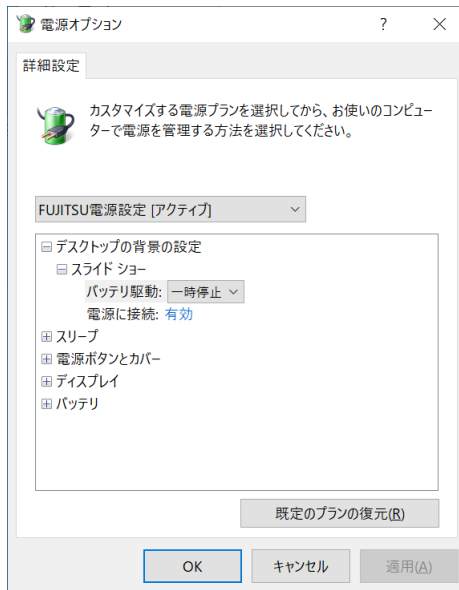 電源オプション
?
詳細設定
カスタマイズする電源プランを選択してから、お使いのコンピュー
ターで電源を管理する方法を選択してください。
FUJITSU電源設定 [アクティブ]
デスクトップの背景の設定
スライド ショー
バッテリ駆動: 一時停止
電源に接続: 有効
スリープ
電源ボタンとカバー
ディスプレイ
バッテリ
既定のプランの復元(R)
OK キャンセル 適用(A)